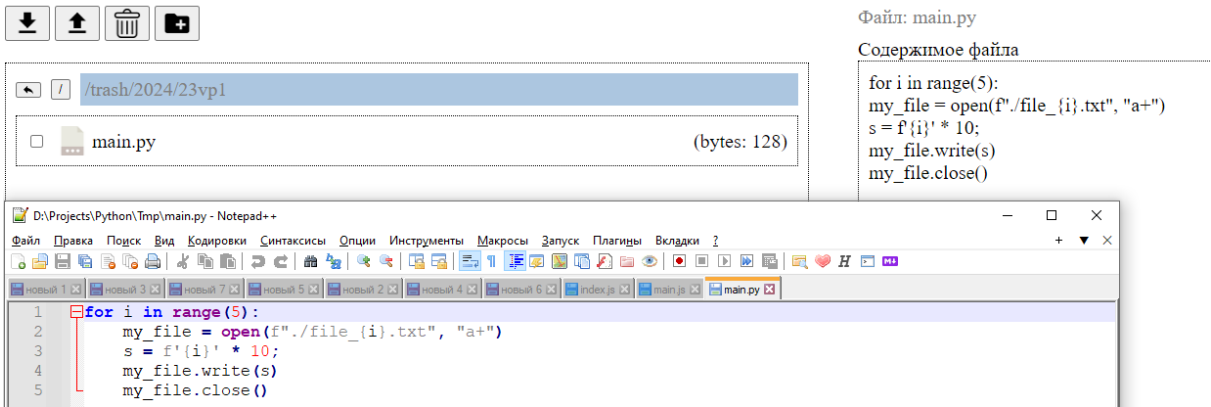 Файл: main.py
Содержимое файла
/ /trash/2024/23vp1
for i in range(5):
my_file = open(f"./file_{i}.txt", "a+")
s = f'{i}' * 10;
my_file.write(s)
my_file.close()
main.py (bytes: 128)
D:\Projects\Python\Tmp\main.py - Notepad++
Файл Правка Поиск Вид Кодировки Синтаксисы Опции Инструменты Макросы Запуск Плагины Вкладки ? + ▼ ×
новый 1 новый 3 новый 7 новый 5 новый 2 новый 4 новый 6 index.js main.js main.py
1 for i in range(5):
2 my_file = open(f"./file_{i}.txt", "a+")
3 s = f'{i}' * 10;
4 my_file.write(s)
5 my_file.close()